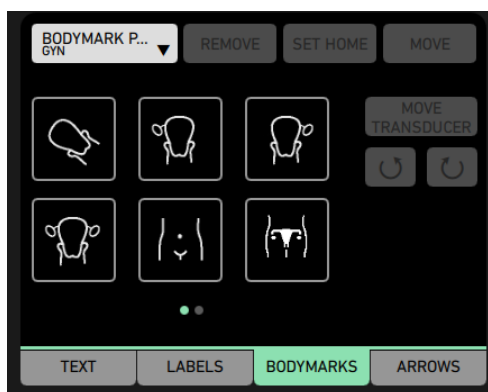 BODYMARK P...
GYN
REMOVE
SET HOME
MOVE
MOVE
TRANSDUCER
TEXT
LABELS
BODYMARKS
ARROWS